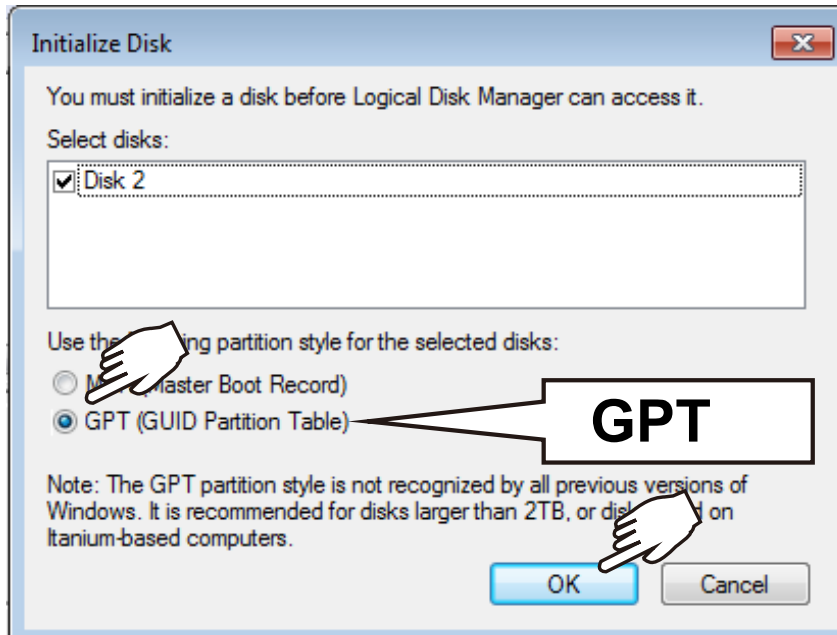 Initialize Disk
You must initialize a disk before Logical Disk Manager can access it.
Select disks:
Disk 2
Use the ing partition style for the selected disks:
M (Master Boot Record)
GPT (GUID Partition Table)
GPT
Note: The GPT partition style is not recognized by all previous versions of
Windows. It is recommended for disks larger than 2TB, or dis d on
Itanium-based computers.
OK
Cancel